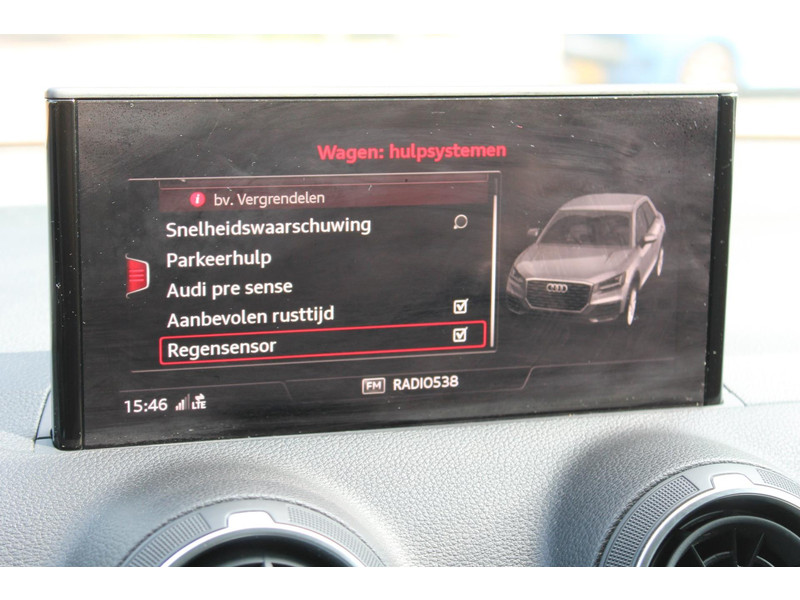 Wagen: hulpsystemen
i bv. Vergrendelen
Snelheidswaarschuwing
Parkeerhulp
Audi pre sense
Aanbevolen rusttijd
Regensensor
FM RADIO538
15:46 LTE